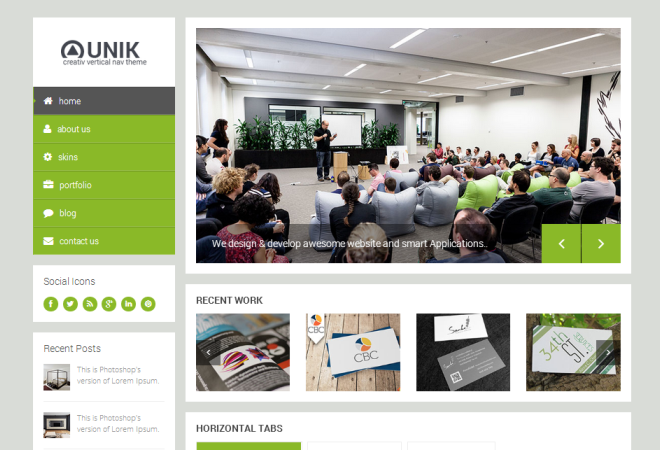 UNIK
creativ vertical nav theme
home
about us
skins
portfolio
blog
contact us
Social Icons
Recent Posts
This is Photoshop's
version of Lorem Ipsum.
This is Photoshop's
version of Lorem Ipsum.
We design & develop awesome website and smart Applications..
RECENT WORK
CBC
CBC
34th
ST.
HORIZONTAL TABS